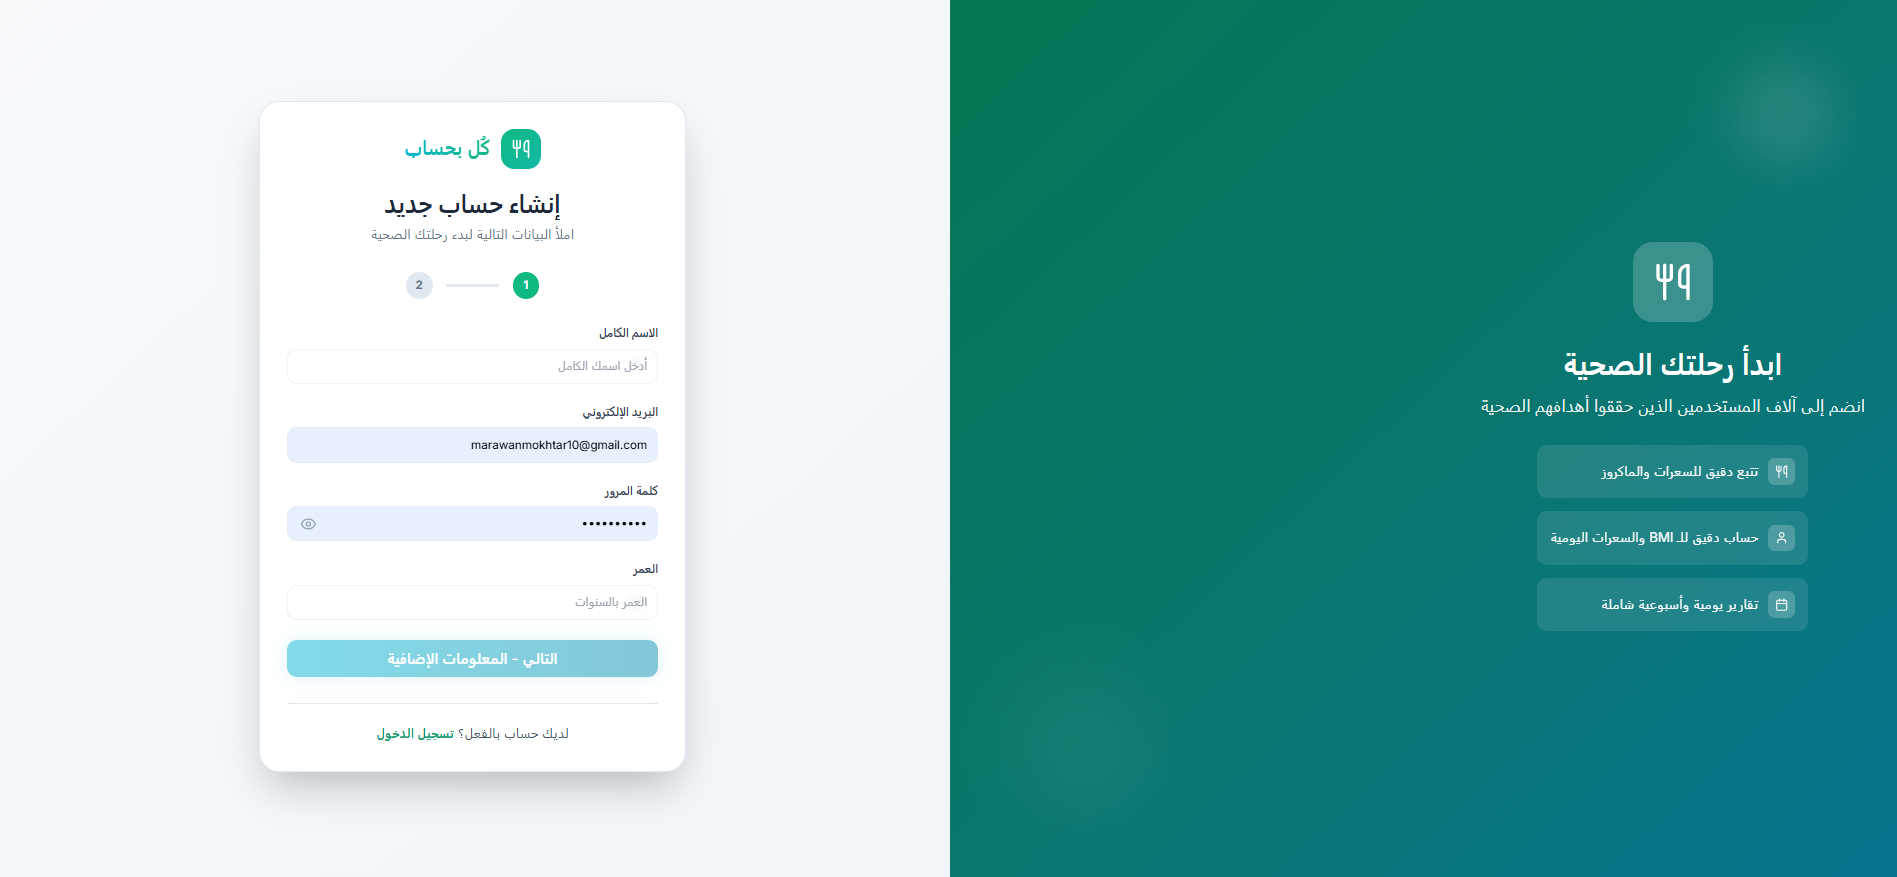 كُل بحساب
إنشاء حساب جديد
املأ البيانات التالية لبدء رحلتك الصحية
1
2
الاسم الكامل
أدخل اسمك الكامل
البريد الإلكتروني
marawanmokhtar10@gmail.com
كلمة المرور
••••••••••
العمر
العمر بالسنوات
التالي - المعلومات الإضافية
لديك حساب بالفعل؟ تسجيل الدخول
ابدأ رحلتك الصحية
انضم إلى آلاف المستخدمين الذين حققوا أهدافهم الصحية
تتبع دقيق للسعرات والماكروز
حساب دقيق للـ BMI والسعرات اليومية
تقارير يومية وأسبوعية شاملة